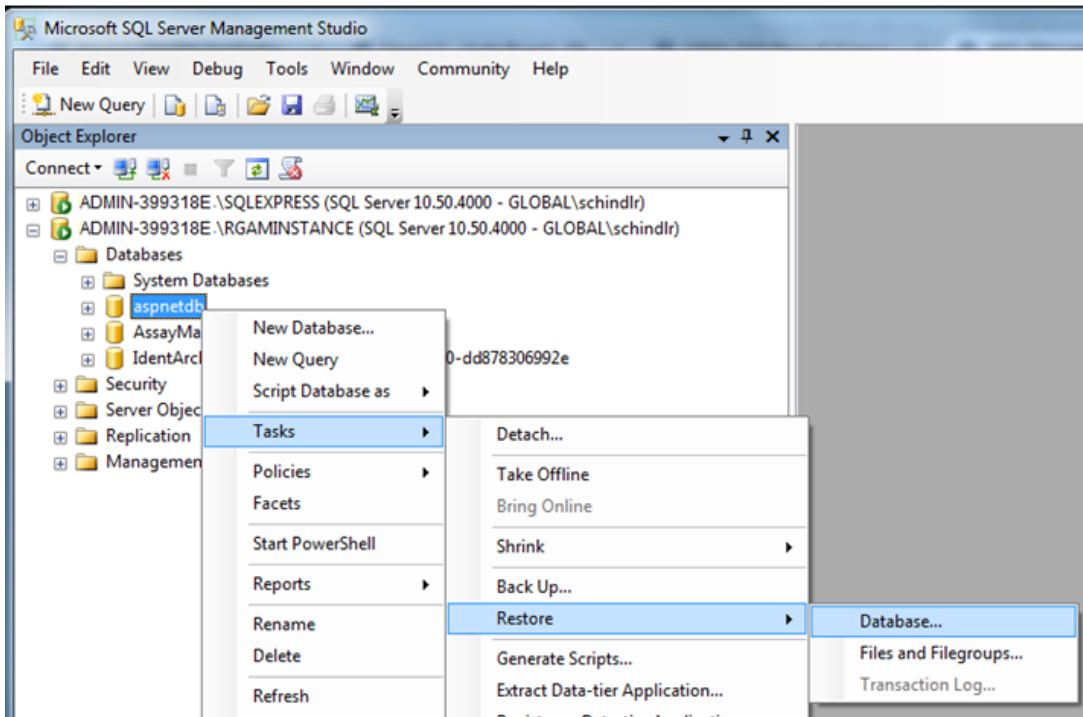 Microsoft SQL Server Management Studio
File Edit View Debug Tools Window Community Help
New Query
Object Explorer
Connect
ADMIN-399318E.\SQLEXPRESS (SQL Server 10.50.4000 - GLOBAL\schindlr)
ADMIN-399318E.\RGAMINSTANCE (SQL Server 10.50.4000 - GLOBAL\schindlr)
Databases
System Databases
aspnetdb
AssayMa
IdentArcl 0-dd878306992e
Security
Server Objec
Replication
Managemen
New Database...
New Query
Script Database as
Tasks
Policies
Facets
Start PowerShell
Reports
Rename
Delete
Refresh
Detach...
Take Offline
Bring Online
Shrink
Back Up...
Restore
Generate Scripts...
Extract Data-tier Application...
Database...
Files and Filegroups...
Transaction Log...